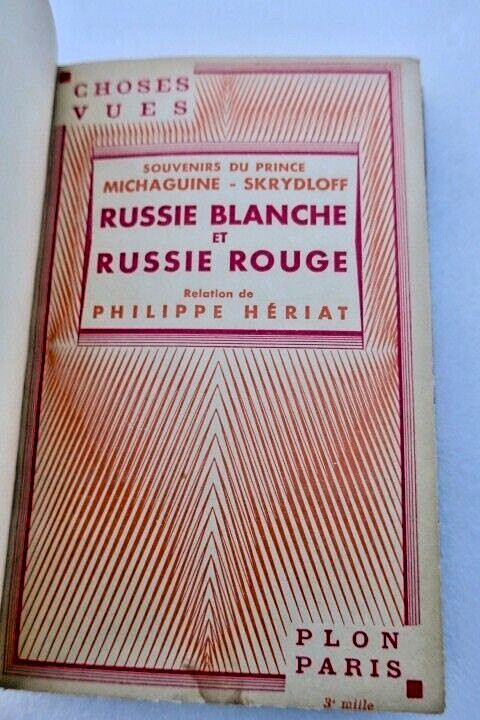 CHOSES
VUES
SOUVENIRS DU PRINCE
MICHAGUINE - SKRYDLOFF
RUSSIE BLANCHE
ET
RUSSIE ROUGE
Relation de
PHILIPPE HÉRIAT
PLON
PARIS
3e mille